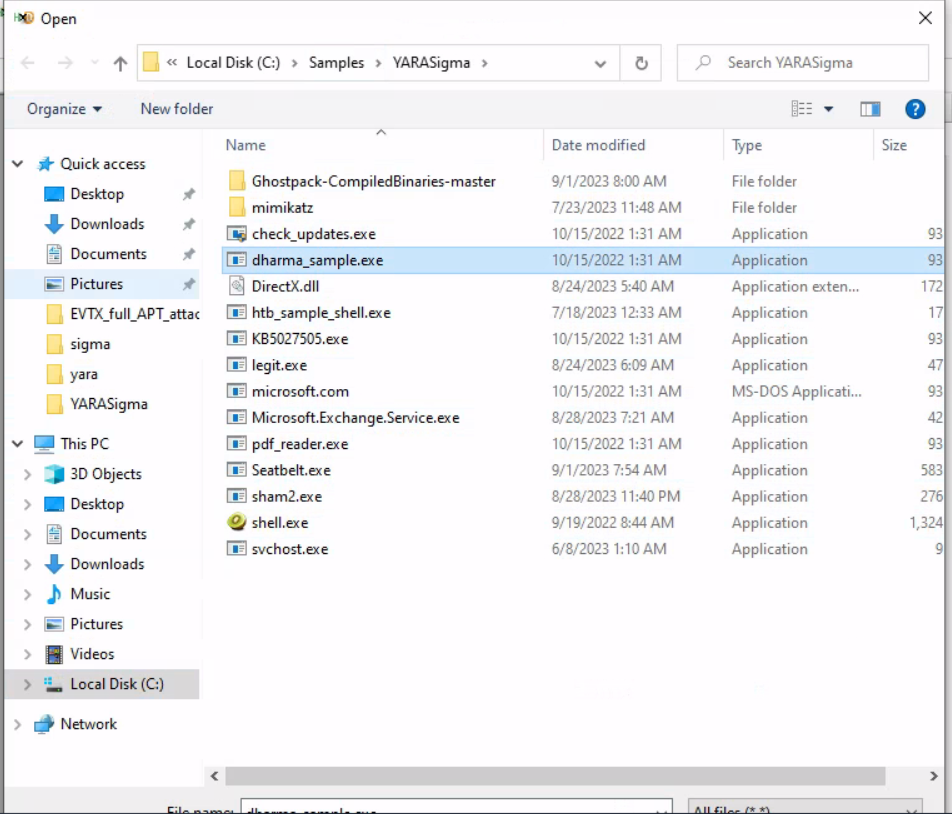 Open
« Local Disk (C:) › Samples › YARASigma ›
Search YARASigma
Organize
New folder
?
Name Date modified Type Size
Quick access
Desktop
Downloads
Documents
Pictures
EVTX_full_APT_attac
sigma
yara
YARASigma
This PC
3D Objects
Desktop
Documents
Downloads
Music
Pictures
Videos
Local Disk (C:)
Network
Ghostpack-CompiledBinaries-master 9/1/2023 8:00 AM File folder
mimikatz 7/23/2023 11:48 AM File folder
check_updates.exe 10/15/2022 1:31 AM Application 93
dharma_sample.exe 10/15/2022 1:31 AM Application 93
DirectX.dll 8/24/2023 5:40 AM Application exten... 172
htb_sample_shell.exe 7/18/2023 12:33 AM Application 17
KB5027505.exe 10/15/2022 1:31 AM Application 93
legit.exe 8/24/2023 6:09 AM Application 47
microsoft.com 10/15/2022 1:31 AM MS-DOS Applicati... 93
Microsoft.Exchange.Service.exe 8/28/2023 7:21 AM Application 42
pdf_reader.exe 10/15/2022 1:31 AM Application 93
Seatbelt.exe 9/1/2023 7:54 AM Application 583
sham2.exe 8/28/2023 11:40 PM Application 276
shell.exe 9/19/2022 8:44 AM Application 1,324
svchost.exe 6/8/2023 1:10 AM Application 9
File name: dharma_sample.exe All files (*.*)